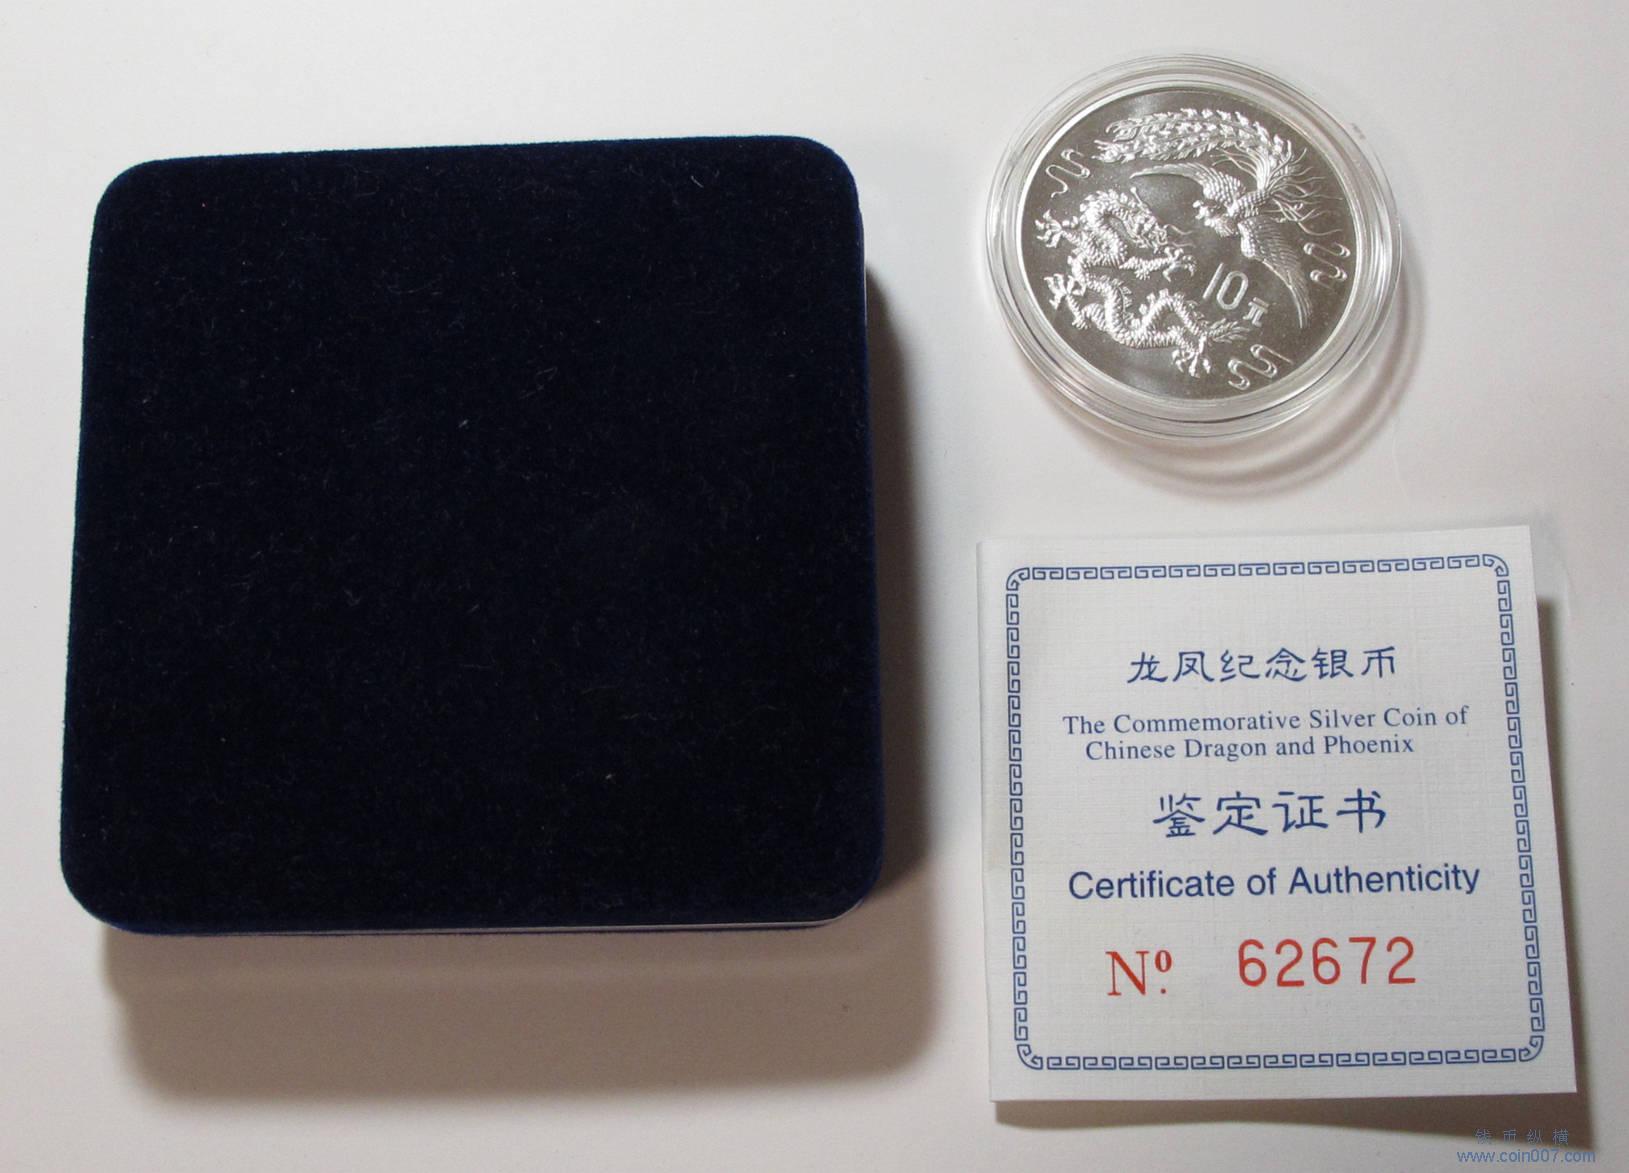 10元
龙凤纪念银币
The Commemorative Silver Coin of
Chinese Dragon and Phoenix
鉴定证书
Certificate of Authenticity
Nº. 62672
钱币纵横
www.coin007.com